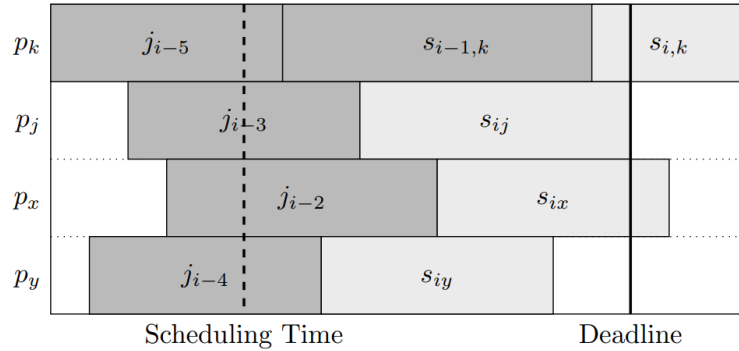 p_k j_{i−5} s_{i−1,k} s_{i,k}
p_j j_{i−3} s_{ij}
p_x j_{i−2} s_{ix}
p_y j_{i−4} s_{iy}
Scheduling Time Deadline